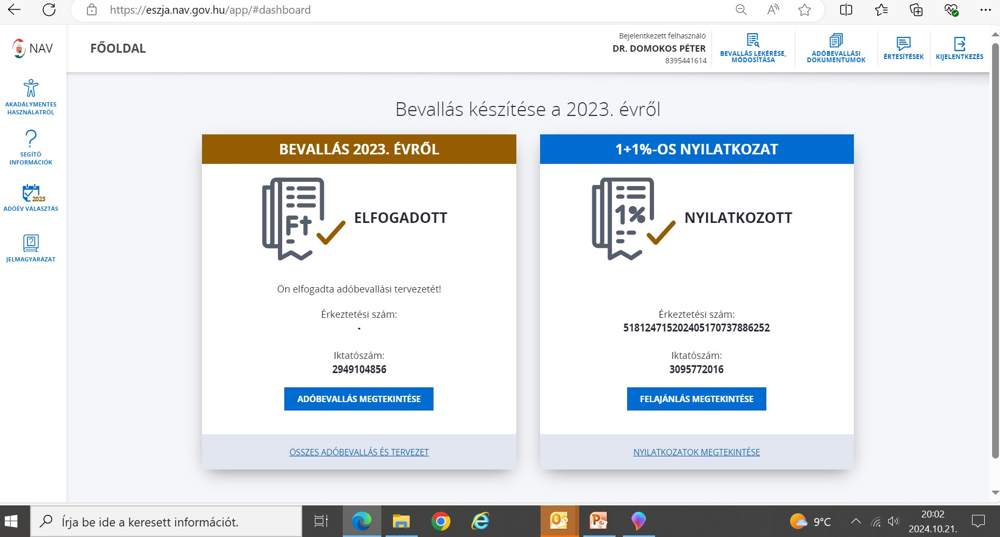 https://eszja.nav.gov.hu/app/#dashboard
NAV
FŐOLDAL
Bejelentkezett felhasználó
DR. DOMOKOS PÉTER
8395441614
BEVALLÁS LEKÉRÉSE,
MÓDOSÍTÁSA
ADÓBEVALLÁSI
DOKUMENTUMOK
ÉRTESÍTÉSEK
KIJELENTKEZÉS
AKADÁLYMENTES
HASZNÁLATRÓL
SEGÍTŐ
INFORMÁCIÓK
2023
ADÓÉV VÁLASZTÁS
JELMAGYARÁZAT
Bevallás készítése a 2023. évről
BEVALLÁS 2023. ÉVRŐL
Ft
ELFOGADOTT
Ön elfogadta adóbevallási tervezetét!
Érkeztetési szám:
-
Iktatószám:
2949104856
ADÓBEVALLÁS MEGTEKINTÉSE
ÖSSZES ADÓBEVALLÁS ÉS TERVEZET
1+1%-OS NYILATKOZAT
1%
NYILATKOZOTT
Érkeztetési szám:
518124715202405170737886252
Iktatószám:
3095772016
FELAJÁNLÁS MEGTEKINTÉSE
NYILATKOZATOK MEGTEKINTÉSE
Írja be ide a keresett információt.
9°C
20:02
2024.10.21.